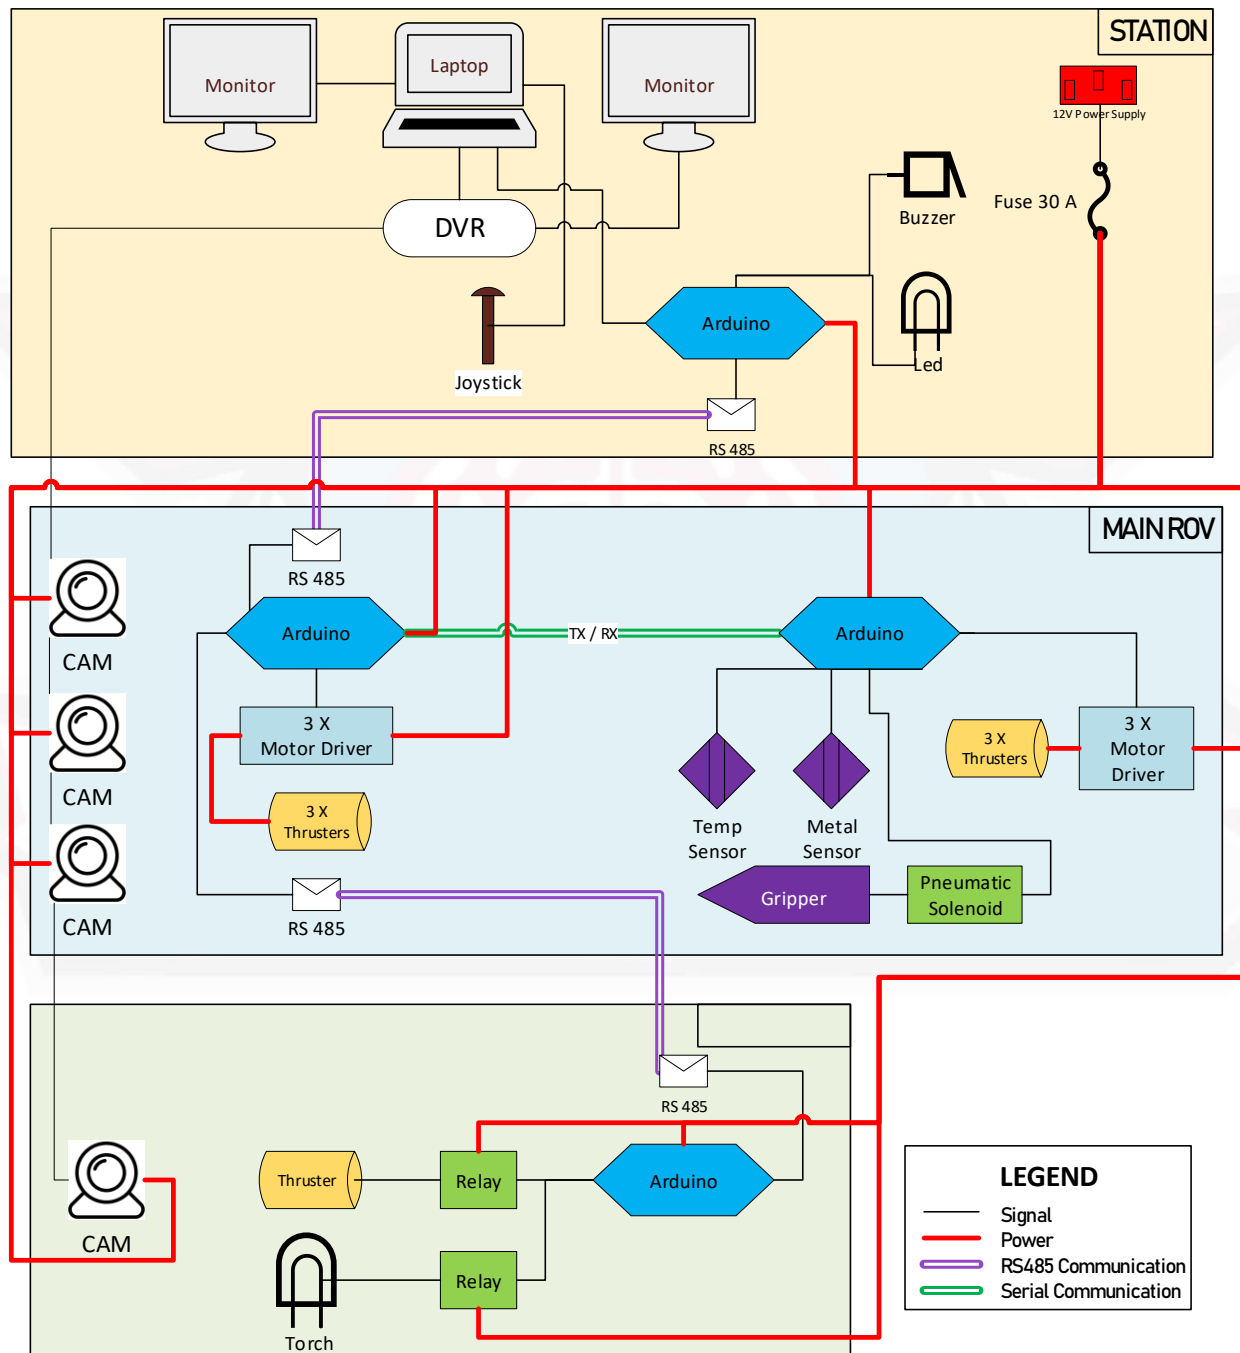 STATION
Monitor
Laptop
Monitor
12V Power Supply
Fuse 30 A
Buzzer
DVR
Arduino
Led
Joystick
RS 485
MAIN ROV
RS 485
CAM
Arduino
TX / RX
Arduino
3 X
Motor Driver
3 X
Thrusters
3 X
Motor
Driver
CAM
3 X
Thrusters
Temp
Sensor
Metal
Sensor
CAM
RS 485
Gripper
Pneumatic
Solenoid
RS 485
Thruster
Relay
Arduino
CAM
Relay
Torch
LEGEND
Signal
Power
RS485 Communication
Serial Communication